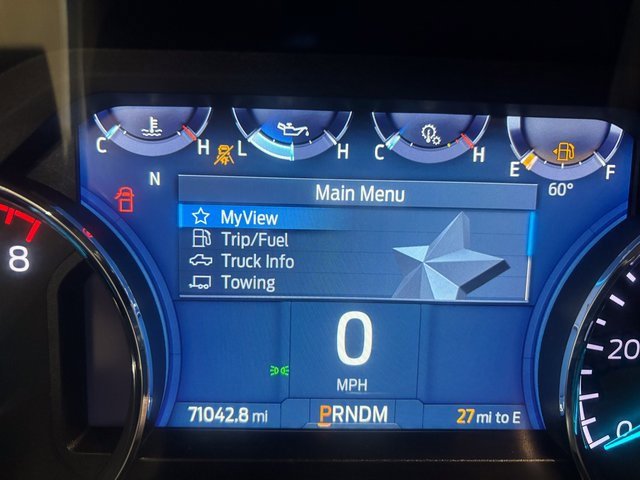 C H L H C H E F
N
60°
Main Menu
MyView
Trip/Fuel
Truck Info
Towing
8
0
MPH
20
0
71042.8 mi
PRNDM
27 mi to E